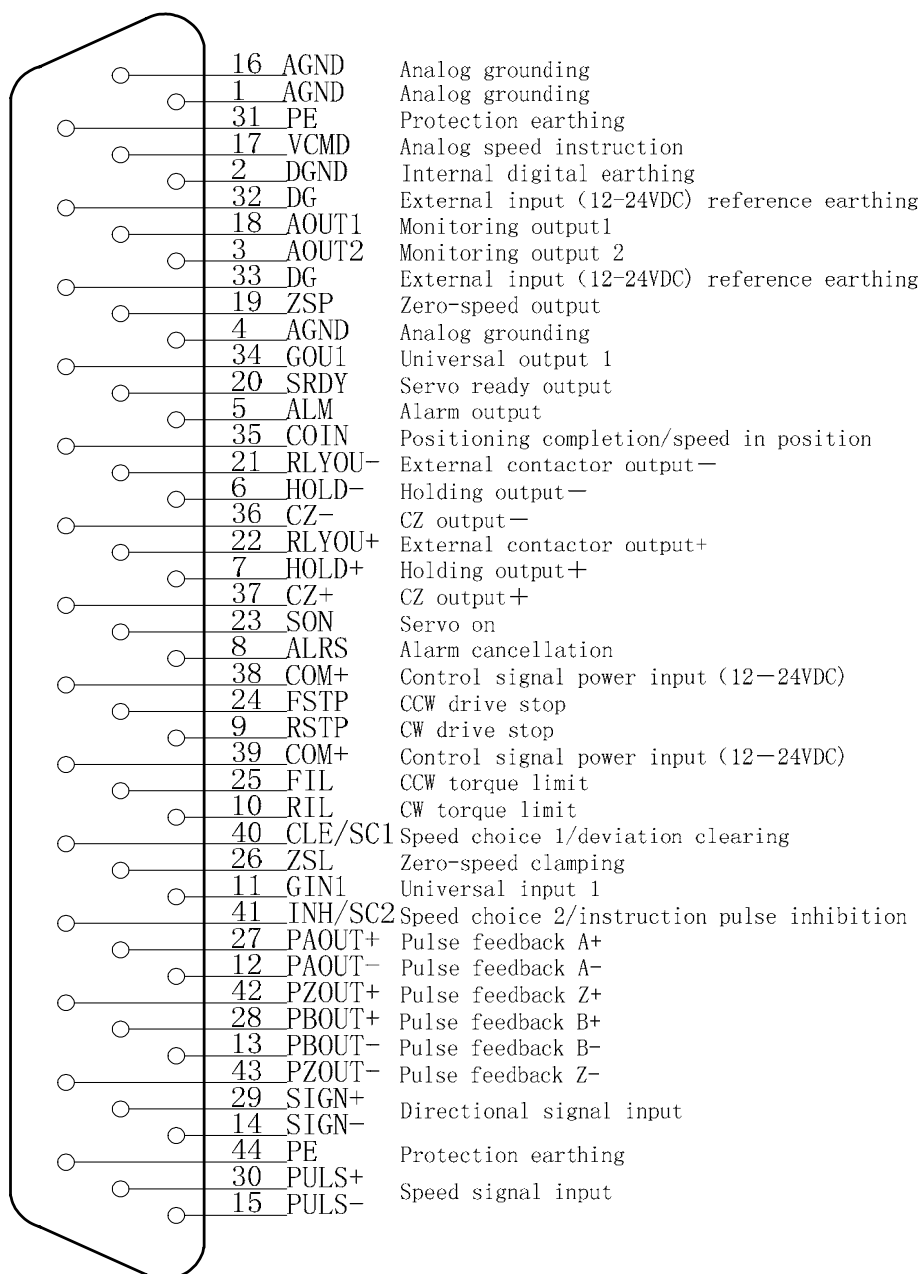 16 AGND Analog grounding
1 AGND Analog grounding
31 PE Protection earthing
17 VCMD Analog speed instruction
2 DGND Internal digital earthing
32 DG External input (12-24VDC) reference earthing
18 AOUT1 Monitoring output1
3 AOUT2 Monitoring output 2
33 DG External input (12-24VDC) reference earthing
19 ZSP Zero-speed output
4 AGND Analog grounding
34 GOU1 Universal output 1
20 SRDY Servo ready output
5 ALM Alarm output
35 COIN Positioning completion/speed in position
21 RLYOU- External contactor output—
6 HOLD- Holding output—
36 CZ- CZ output—
22 RLYOU+ External contactor output+
7 HOLD+ Holding output+
37 CZ+ CZ output+
23 SON Servo on
8 ALRS Alarm cancellation
38 COM+ Control signal power input (12—24VDC)
24 FSTP CCW drive stop
9 RSTP CW drive stop
39 COM+ Control signal power input (12—24VDC)
25 FIL CCW torque limit
10 RIL CW torque limit
40 CLE/SC1 Speed choice 1/deviation clearing
26 ZSL Zero-speed clamping
11 GIN1 Universal input 1
41 INH/SC2 Speed choice 2/instruction pulse inhibition
27 PAOUT+ Pulse feedback A+
12 PAOUT- Pulse feedback A-
42 PZOUT+ Pulse feedback Z+
28 PBOUT+ Pulse feedback B+
13 PBOUT- Pulse feedback B-
43 PZOUT- Pulse feedback Z-
29 SIGN+
Directional signal input
14 SIGN-
44 PE Protection earthing
30 PULS+
Speed signal input
15 PULS-